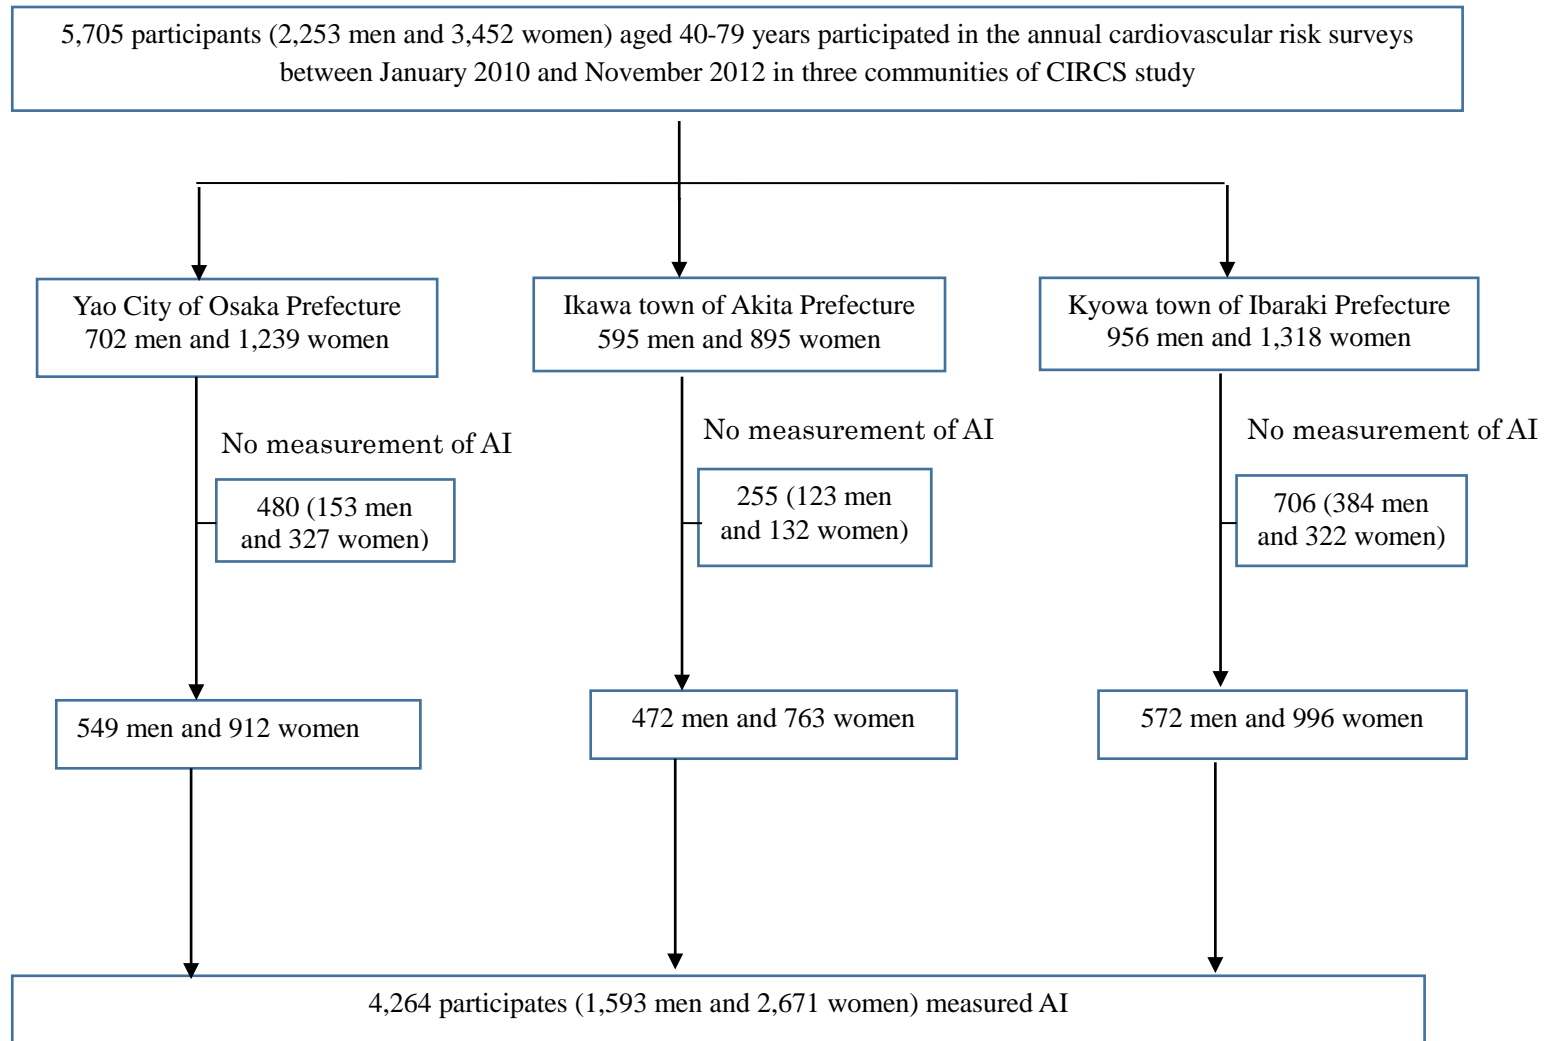 5,705 participants (2,253 men and 3,452 women) aged 40-79 years participated in the annual cardiovascular risk surveys
between January 2010 and November 2012 in three communities of CIRCS study
Yao City of Osaka Prefecture
702 men and 1,239 women
Ikawa town of Akita Prefecture
595 men and 895 women
Kyowa town of Ibaraki Prefecture
956 men and 1,318 women
No measurement of AI
480 (153 men
and 327 women)
No measurement of AI
255 (123 men
and 132 women)
No measurement of AI
706 (384 men
and 322 women)
549 men and 912 women
472 men and 763 women
572 men and 996 women
4,264 participates (1,593 men and 2,671 women) measured AI